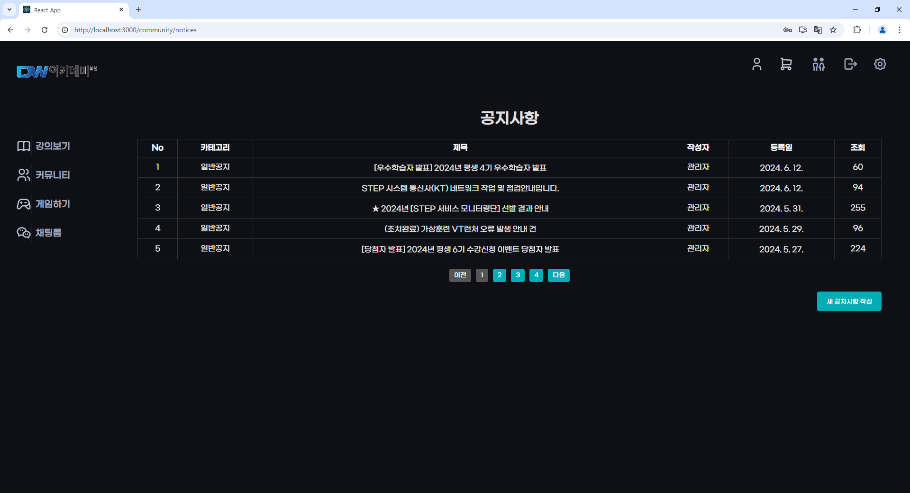 React App
http://localhost:3000/community/notices
DW아카데미
공지사항
강의보기
커뮤니티
게임하기
채팅룸
No 카테고리 제목 작성자 등록일 조회
1 일반공지 [우수학습자 발표] 2024년 평생 4기 우수학습자 발표 관리자 2024. 6. 12. 60
2 일반공지 STEP 시스템 통신사(KT) 네트워크 작업 및 점검안내입니다. 관리자 2024. 6. 12. 94
3 일반공지 ★ 2024년 [STEP 서비스 모니터링단] 선발 결과 안내 관리자 2024. 5. 31. 255
4 일반공지 (조치완료) 가상훈련 VT런처 오류 발생 안내 건 관리자 2024. 5. 29. 96
5 일반공지 [당첨자 발표] 2024년 평생 6기 수강신청 이벤트 당첨자 발표 관리자 2024. 5. 27. 224
이전 1 2 3 4 다음
새 공지사항 작성